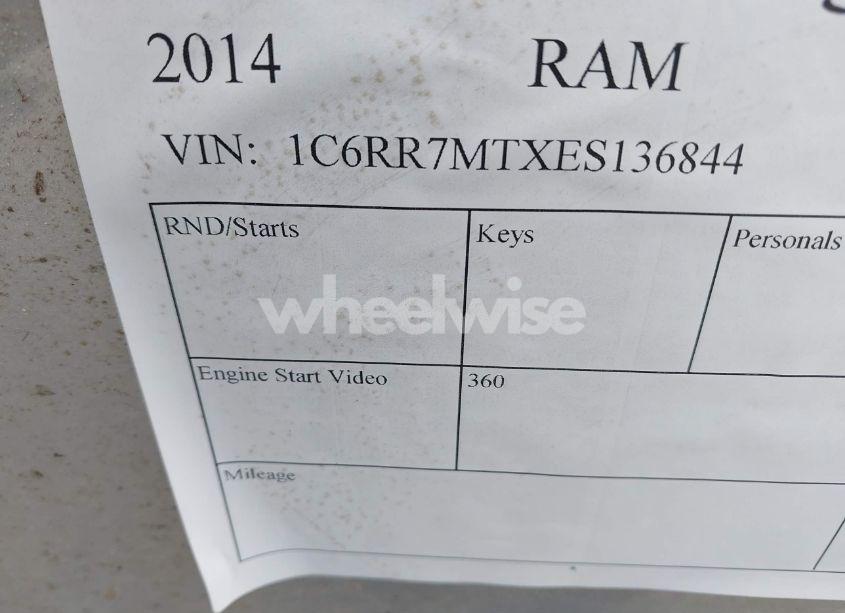 2014 RAM
VIN: 1C6RR7MTXES136844
RND/Starts Keys Personals
wheelwise
Engine Start Video 360
Mileage